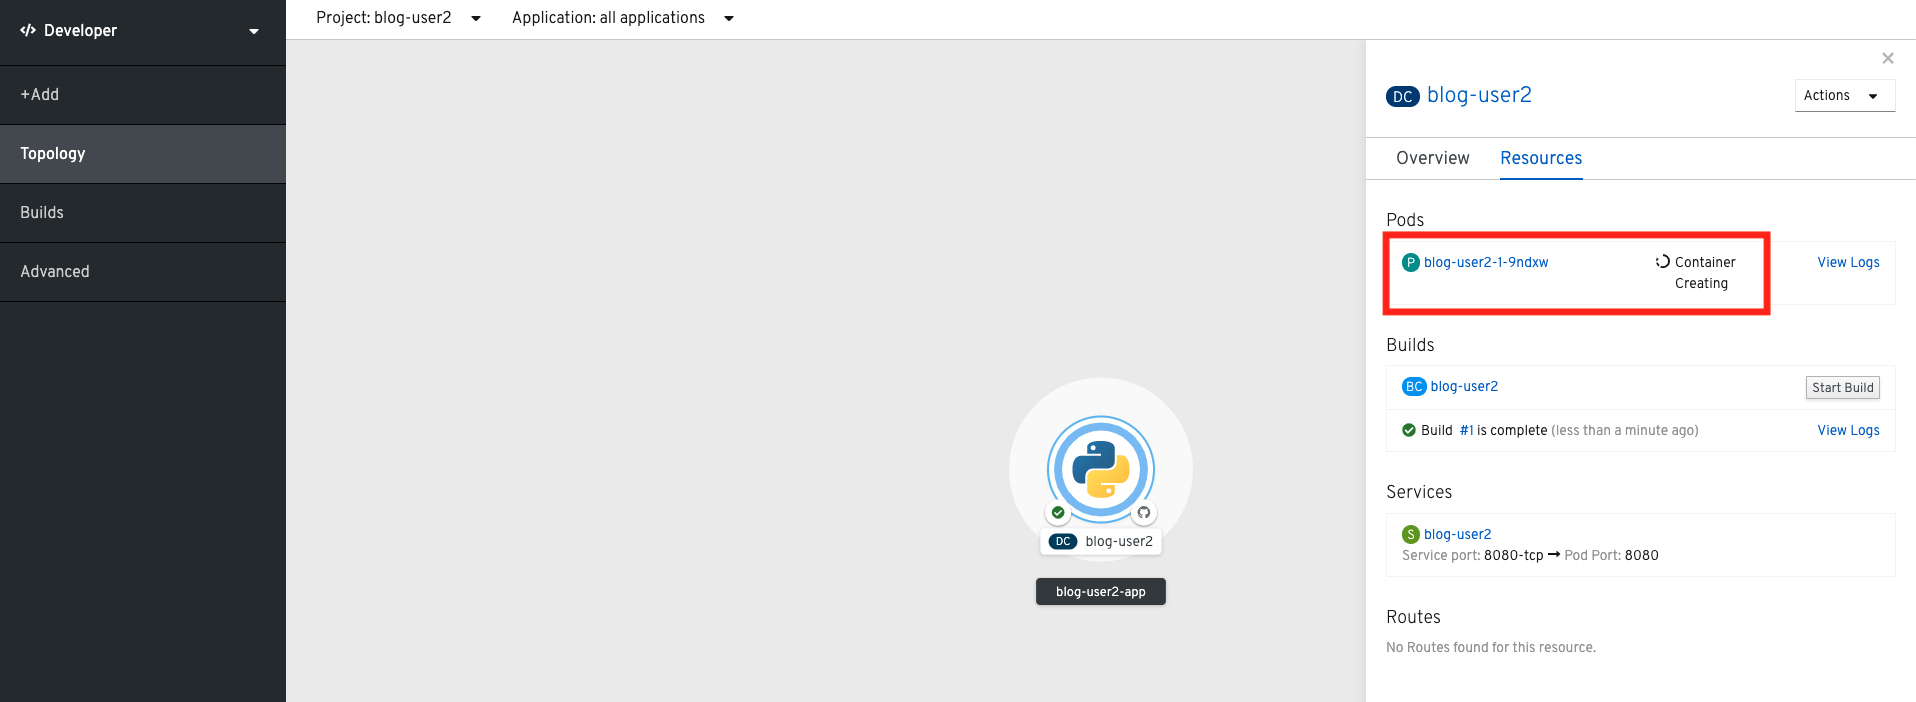 Developer
+Add
Topology
Builds
Advanced
Project: blog-user2 Application: all applications
blog-user2
DC blog-user2
blog-user2-app
DC blog-user2
Actions
Overview Resources
Pods
P blog-user2-1-9ndxw Container View Logs
Creating
Builds
BC blog-user2 Start Build
Build #1 is complete (less than a minute ago) View Logs
Services
S blog-user2
Service port: 8080-tcp → Pod Port: 8080
Routes
No Routes found for this resource.